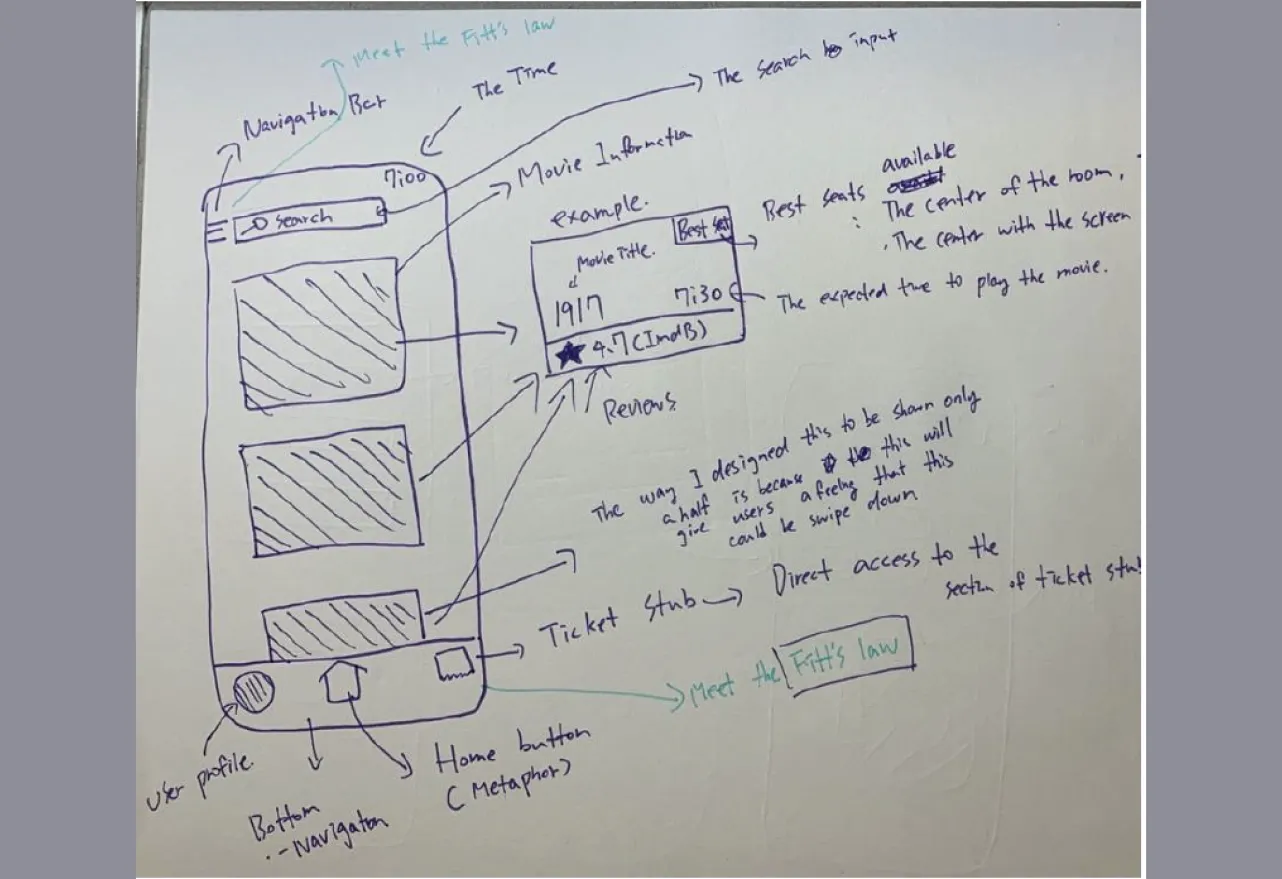 Meet the Fitt's law
Navigation Bar
The Time
The search input
7:00
search
Movie Information
example.
Best seat
Movie Title.
1917
7:30
4.7 (ImdB)
Reviews
Best seats available
: The center of the room,
. The center with the screen
The expected time to play the movie.
The way I designed this to be shown only
a half is because this will
give users a feeling that this
could be swipe down
Ticket stub → Direct access to the
section of ticket stub
Meet the Fitt's law
user profile.
Bottom
Navigation
Home button
(Metaphor)